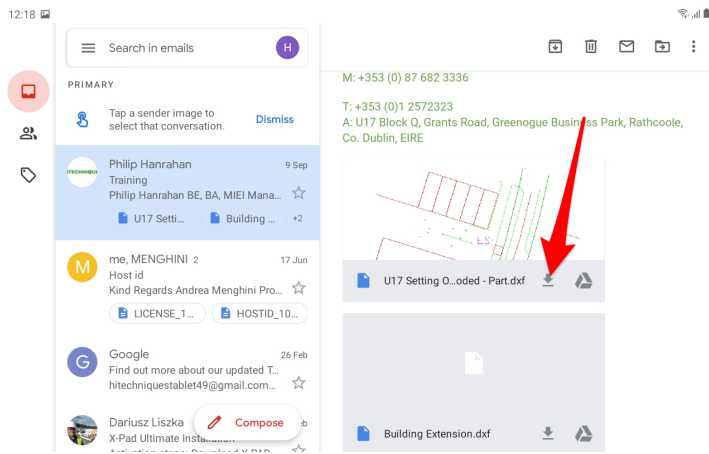 12:18
Search in emails
H
PRIMARY
Tap a sender image to
select that conversation.
Dismiss
Philip Hanrahan
9 Sep
Training
Philip Hanrahan BE, BA, MIEI Mana...
U17 Setti...
Building ...
+2
M
me, MENGHINI 2
17 Jun
Host id
Kind Regards Andrea Menghini Pro...
LICENSE_1...
HOSTID_10...
G
Google
26 Feb
Find out more about our updated T...
hitechniquestablet49@gmail.com...
Dariusz Liszka
X-Pad Ultimate
Compose
M: +353 (0) 87 682 3336
T: +353 (0)1 2572323
A: U17 Block Q, Grants Road, Greenogue Business Park, Rathcoole,
Co. Dublin, EIRE
U17 Setting O...oded - Part.dxf
Building Extension.dxf